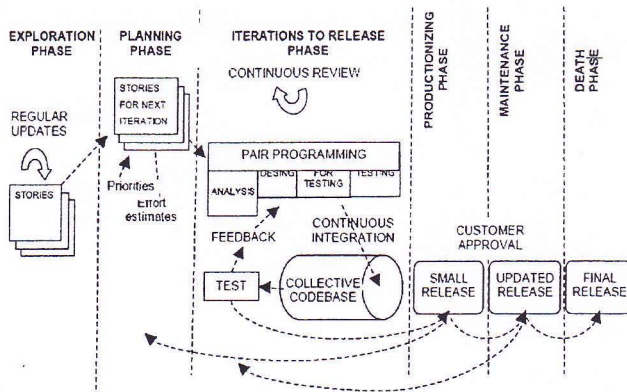 EXPLORATION
PHASE
PLANNING
PHASE
ITERATIONS TO RELEASE
PHASE
PRODUCTIONIZING
PHASE
MAINTENANCE
PHASE
DEATH
PHASE
CONTINUOUS REVIEW
REGULAR
UPDATES
STORIES
STORIES
FOR NEXT
ITERATION
Priorities
Effort
estimates
PAIR PROGRAMMING
ANALYSIS
DESING
FOR
TESTING
TESTING
FEEDBACK
CONTINUOUS
INTEGRATION
TEST
COLLECTIVE
CODEBASE
CUSTOMER
APPROVAL
SMALL
RELEASE
UPDATED
RELEASE
FINAL
RELEASE